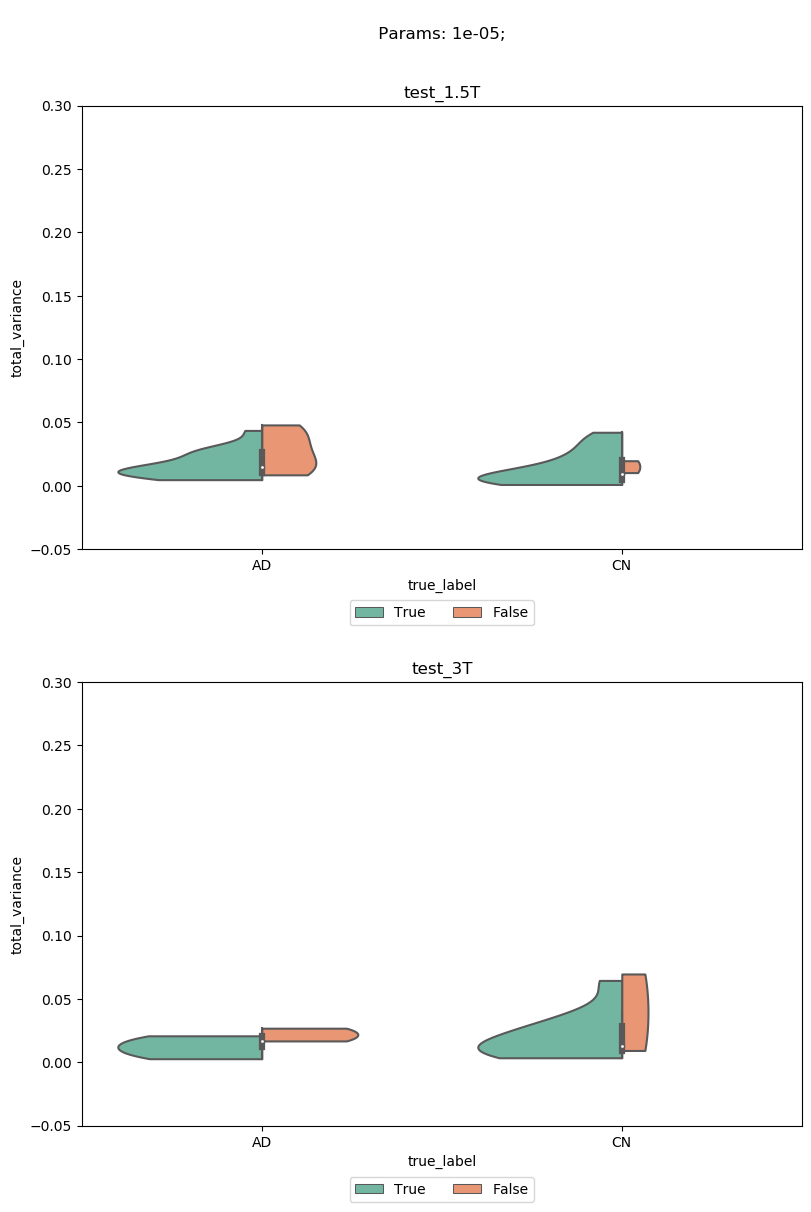 Params: 1e-05;
test_1.5T
0.30
0.25
0.20
0.15
0.10
0.05
0.00
−0.05
total_variance
AD CN
true_label
True False
test_3T
0.30
0.25
0.20
0.15
0.10
0.05
0.00
−0.05
total_variance
AD CN
true_label
True False